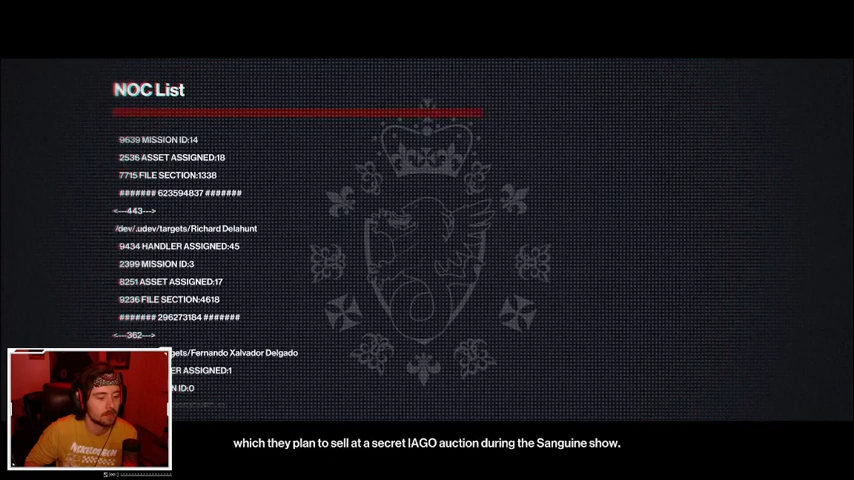 NOC List
9639 MISSION ID:14
2536 ASSET ASSIGNED:18
7715 FILE SECTION:1338
####### 623594837 #######
<---443--->
/dev/.udev/targets/Richard Delahunt
9434 HANDLER ASSIGNED:45
2399 MISSION ID:3
8251 ASSET ASSIGNED:17
9236 FILE SECTION:4618
####### 296273184 #######
<---362--->
gets/Fernando Xalvador Delgado
ER ASSIGNED:1
N ID:0
which they plan to sell at a secret IAGO auction during the Sanguine show.